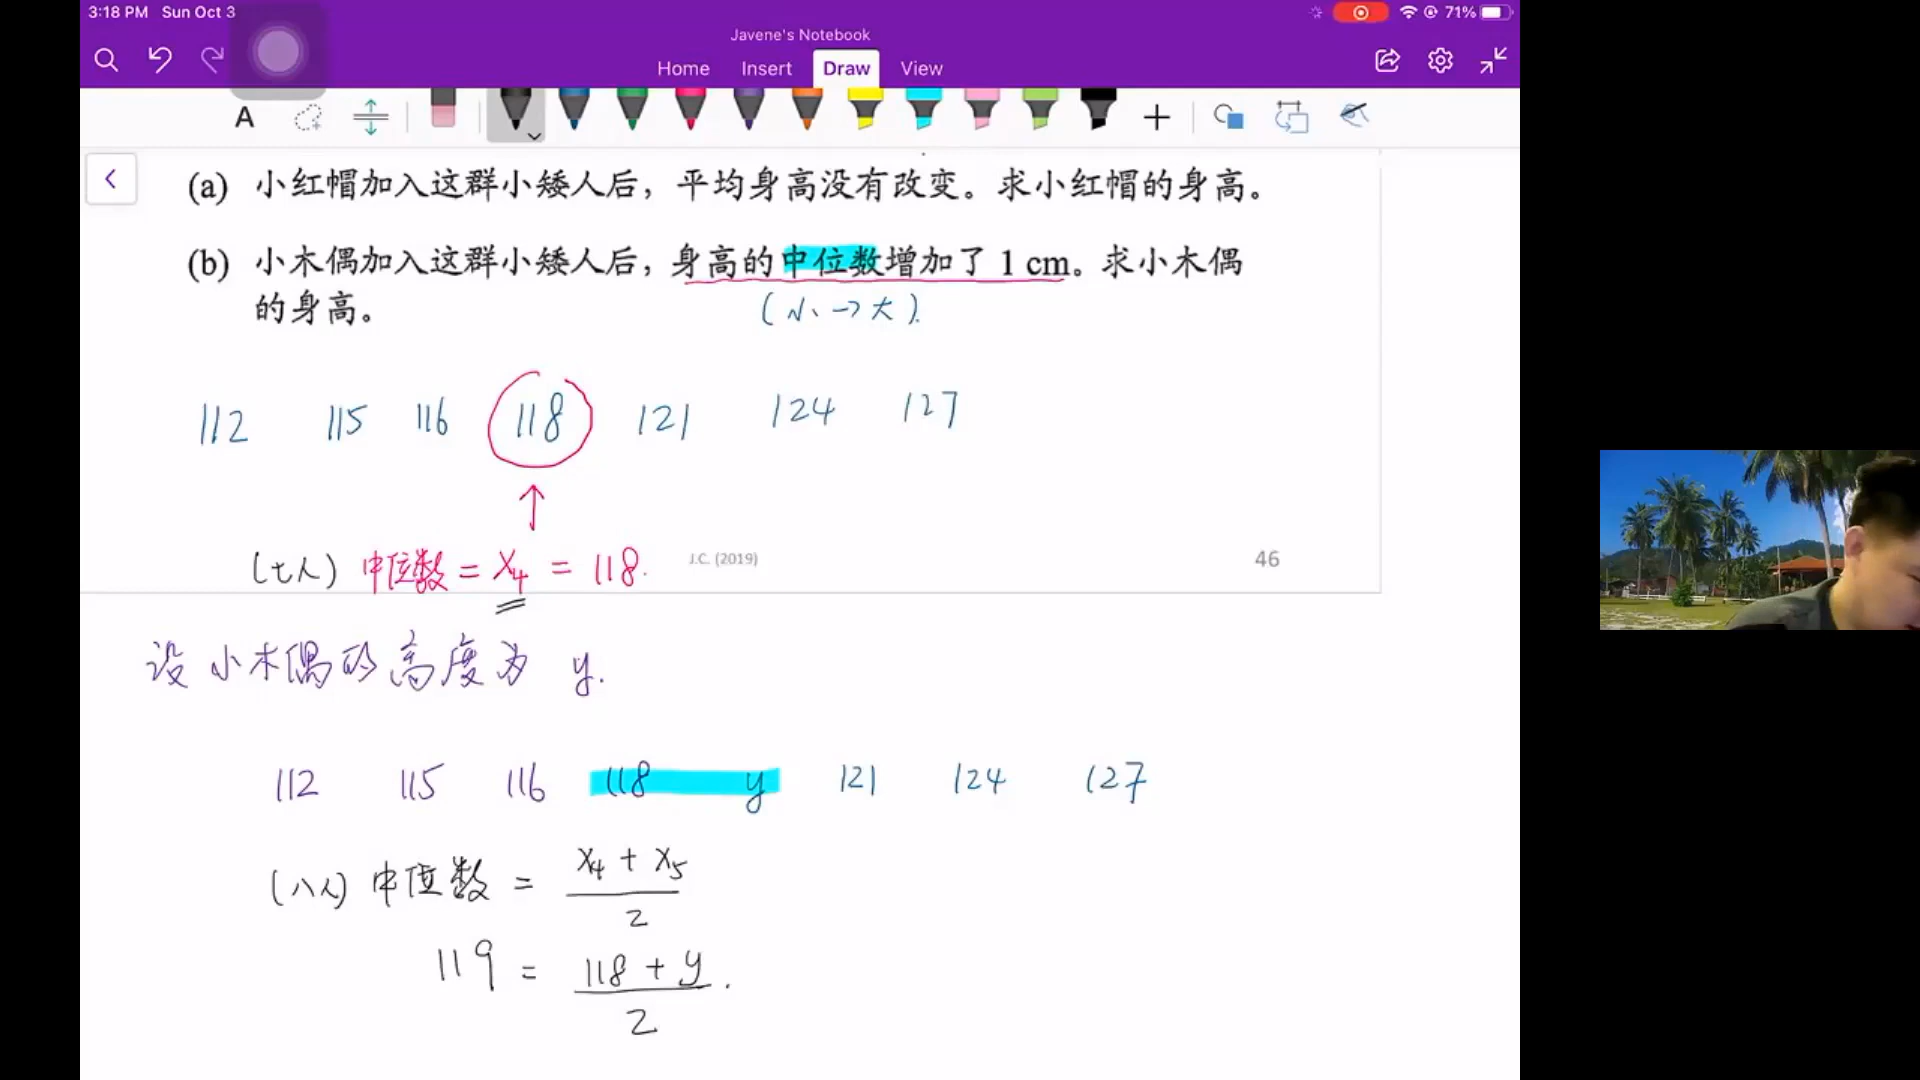 3:18 PM Sun Oct 3
71%
Javene's Notebook
Home Insert Draw View
A
(a) 小红帽加入这群小矮人后，平均身高没有改变。求小红帽的身高。
(b) 小木偶加入这群小矮人后，身高的中位数增加了 1 cm。求小木偶
的身高。
(小→大).
112 115 116 118 121 124 127
↑
(七人) 中位数 = x₄ = 118.
J.C. (2019)
46
设小木偶的高度为 y.
112 115 116 118 y 121 124 127
(八人) 中位数 = (x₄ + x₅)/2
119 = (118 + y)/2.